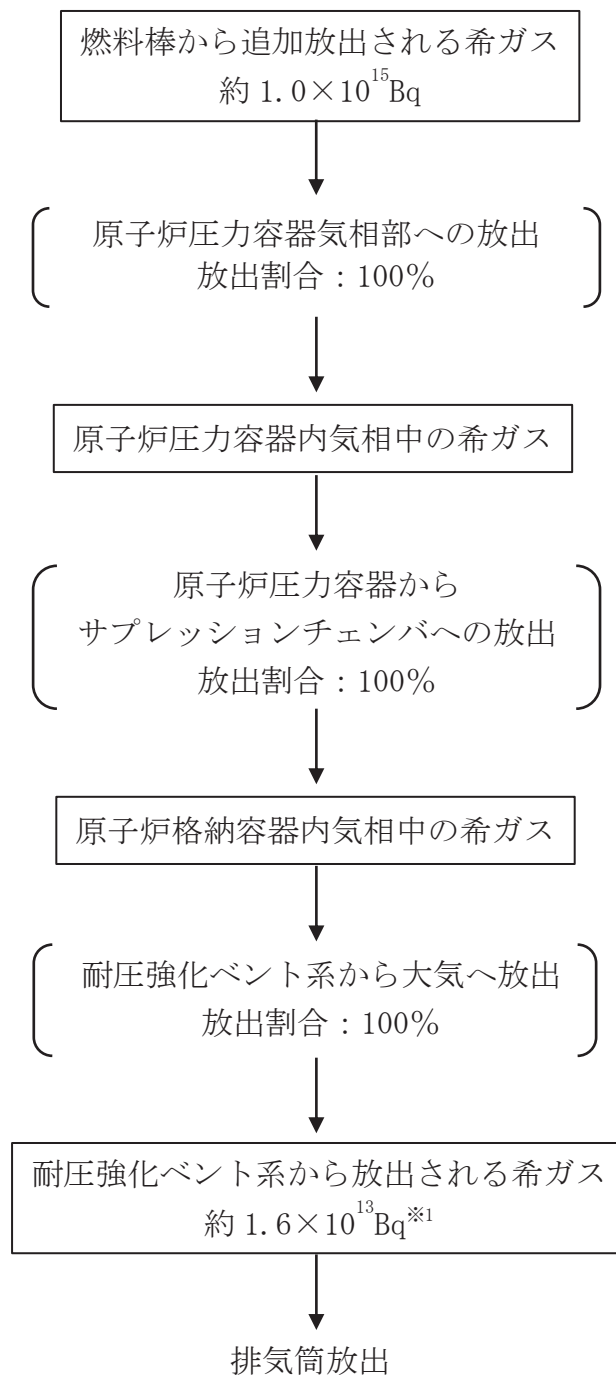 燃料棒から追加放出される希ガス
約 1.0×10¹⁵Bq
原子炉圧力容器気相部への放出
放出割合：100％
原子炉圧力容器内気相中の希ガス
原子炉圧力容器から
サプレッションチェンバへの放出
放出割合：100％
原子炉格納容器内気相中の希ガス
耐圧強化ベント系から大気へ放出
放出割合：100％
耐圧強化ベント系から放出される希ガス
約 1.6×10¹³Bq※1
排気筒放出